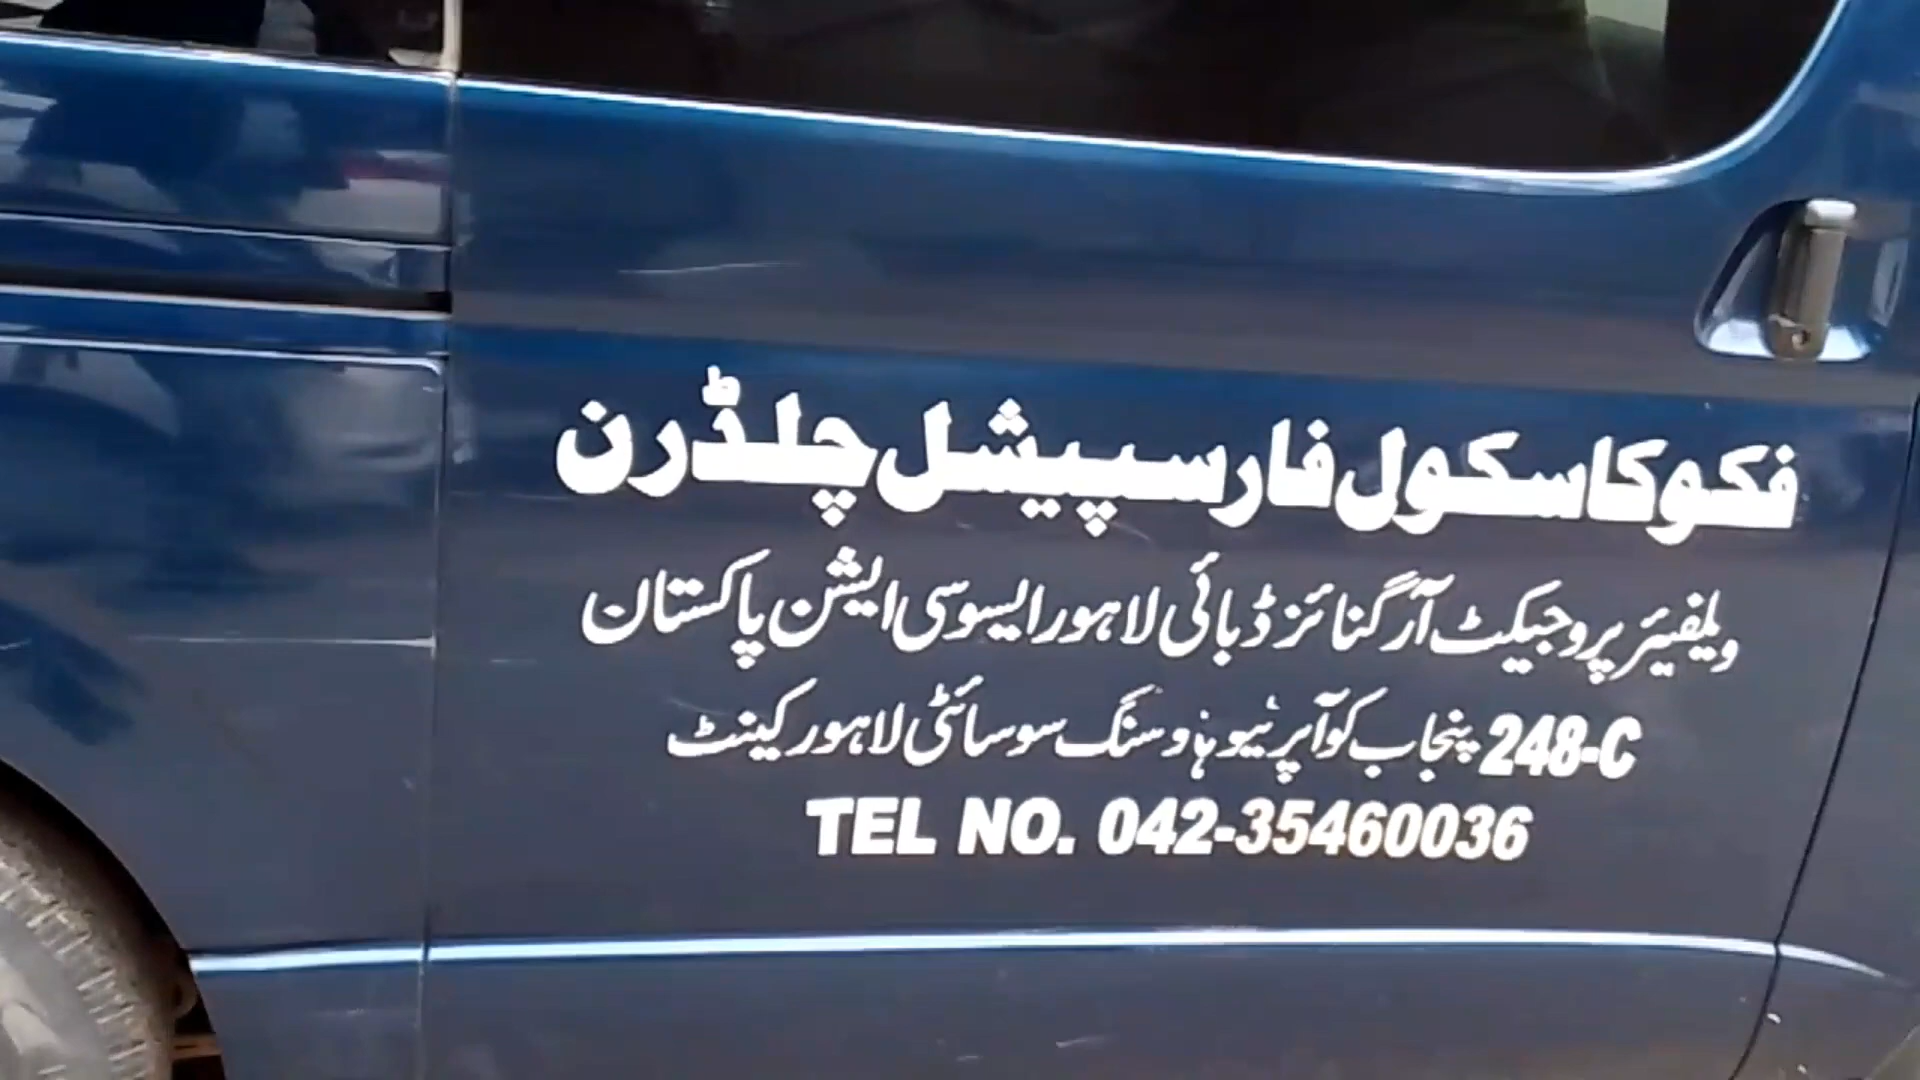 فکوکا سکول فار سپیشل چلڈرن
ویلفیئر پروجیکٹ آرگنائزڈ بائی لاہور ایسوسی ایشن پاکستان
248-C پنجاب کوآپرئیٹو ہاؤسنگ سوسائٹی لاہور کینٹ
TEL NO. 042-35460036